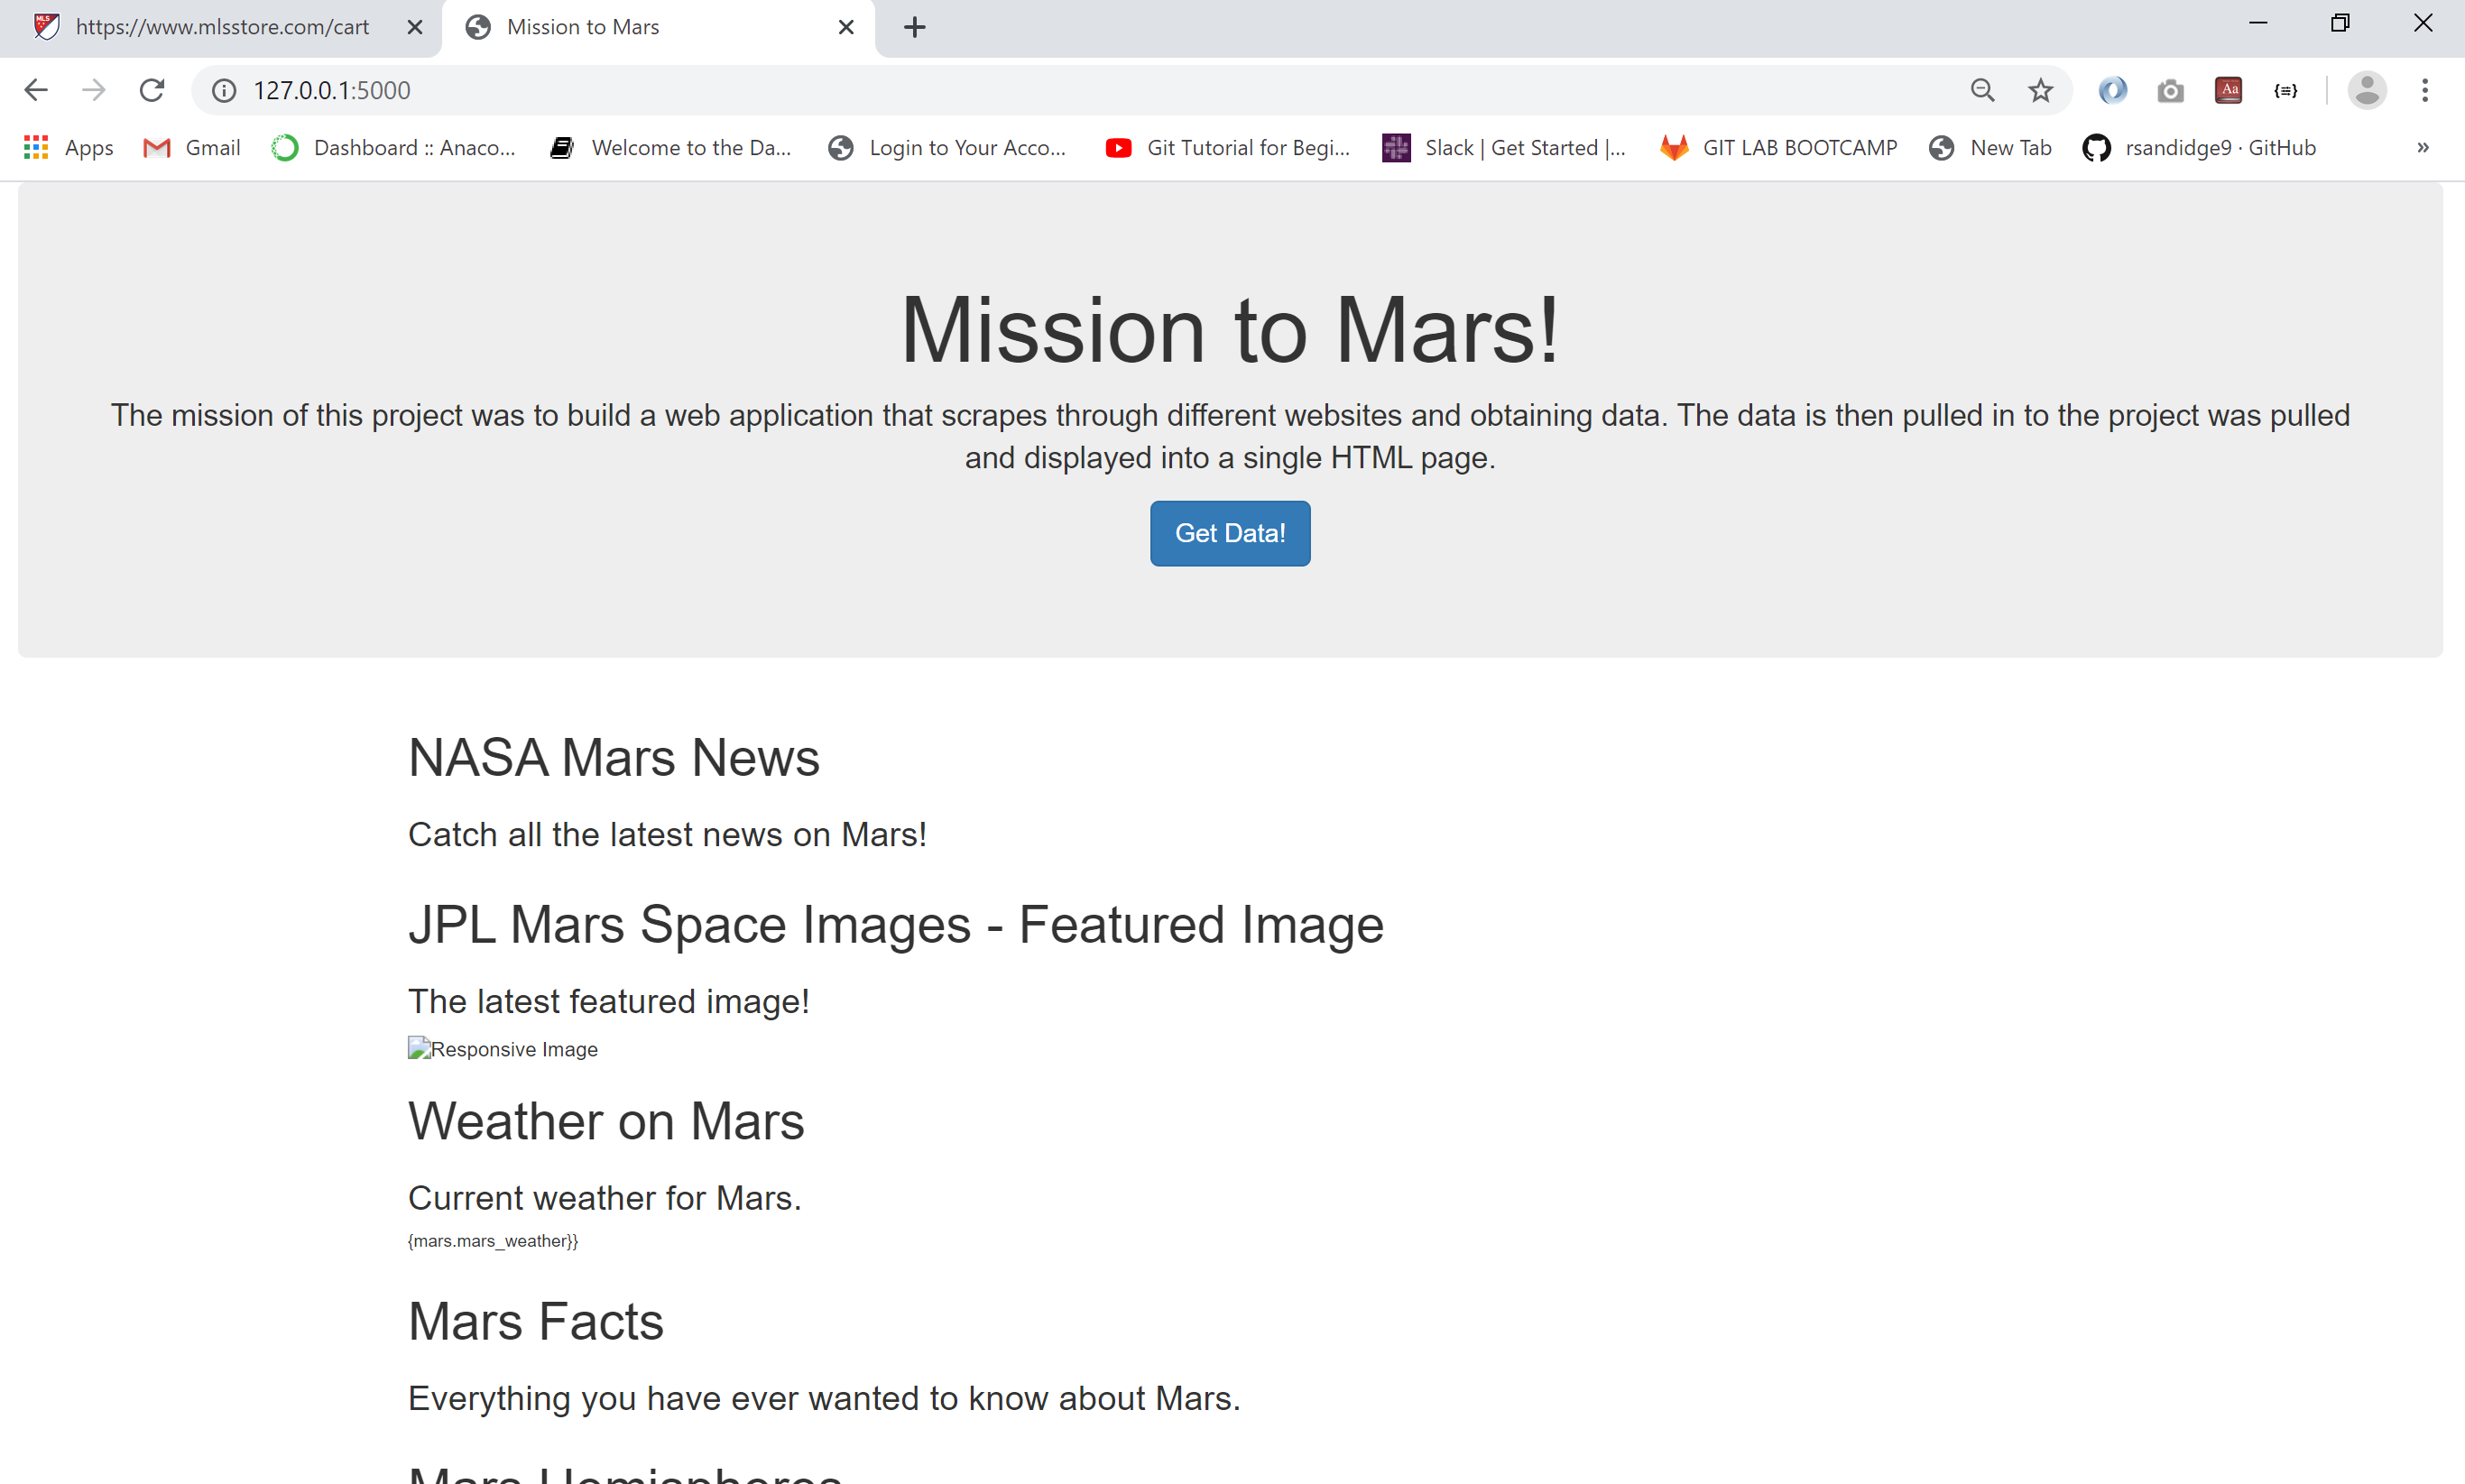 https://www.mlsstore.com/cart
Mission to Mars
127.0.0.1:5000
Apps
Gmail
Dashboard :: Anaco...
Welcome to the Da...
Login to Your Acco...
Git Tutorial for Begi...
Slack | Get Started |...
GIT LAB BOOTCAMP
New Tab
rsandidge9 · GitHub
»
Mission to Mars!
The mission of this project was to build a web application that scrapes through different websites and obtaining data. The data is then pulled in to the project was pulled
and displayed into a single HTML page.
Get Data!
NASA Mars News
Catch all the latest news on Mars!
JPL Mars Space Images - Featured Image
The latest featured image!
Responsive Image
Weather on Mars
Current weather for Mars.
{mars.mars_weather}}
Mars Facts
Everything you have ever wanted to know about Mars.
Mars Hemispheres